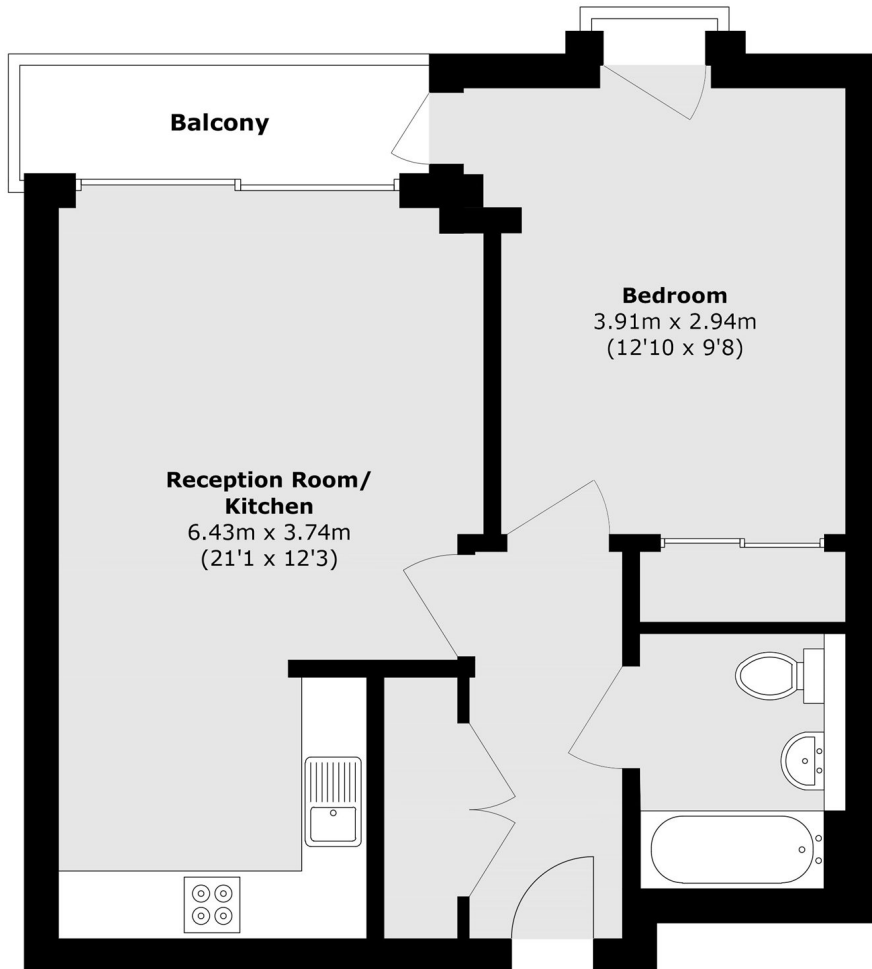 Balcony
Bedroom
3.91m x 2.94m
(12'10 x 9'8)
Reception Room/
Kitchen
6.43m x 3.74m
(21'1 x 12'3)